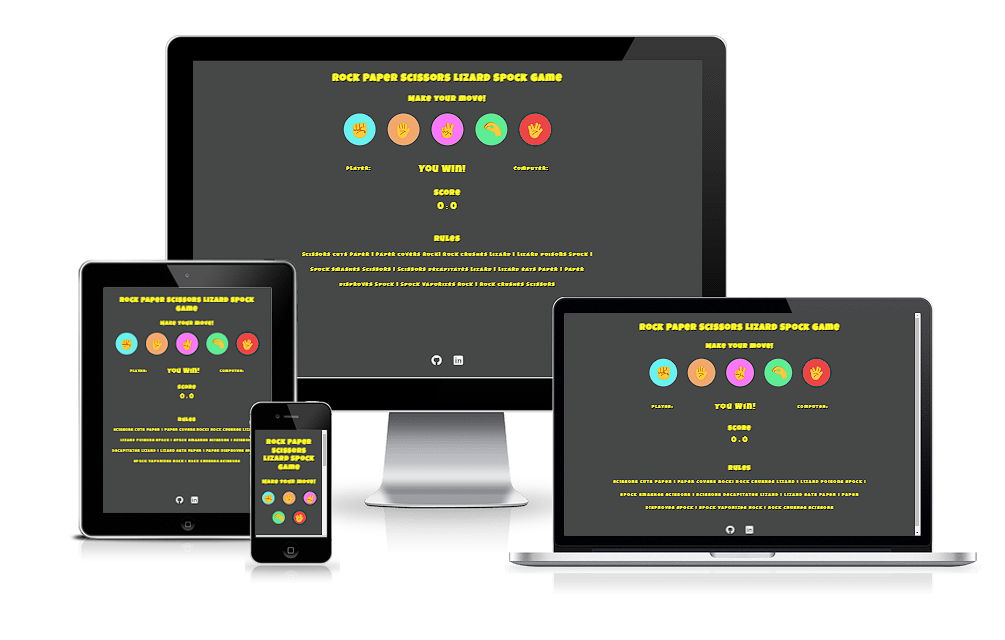 Rock Paper Scissors Lizard Spock Game
Make your move!
Player:
You Win!
Computer:
Score
0 : 0
Rules
Scissors cuts Paper | Paper covers Rock| Rock crushes Lizard | Lizard poisons Spock |
Spock smashes Scissors | Scissors decapitates Lizard | Lizard eats Paper | Paper
disproves Spock | Spock vaporizes Rock | Rock crushes Scissors
in
Rock Paper Scissors Lizard Spock
Game
Make your move!
Player:
You Win!
Computer:
Score
0 : 0
Rules
Scissors cuts Paper | Paper covers Rock| Rock crushes
Lizard poisons Spock | Spock smashes Scissors | Scissors
decapitates Lizard | Lizard eats Paper | Paper disproves
Spock vaporizes Rock | Rock crushes Scissors
in
Rock Paper
Scissors
Lizard Spock
Game
Make your move!
Rock Paper Scissors Lizard Spock Game
Make your move!
Player:
You Win!
Computer:
Score
0 : 0
Rules
Scissors cuts Paper | Paper covers Rock| Rock crushes Lizard | Lizard poisons Spock |
Spock smashes Scissors | Scissors decapitates Lizard | Lizard eats Paper | Paper
disproves Spock | Spock vaporizes Rock | Rock crushes Scissors
in